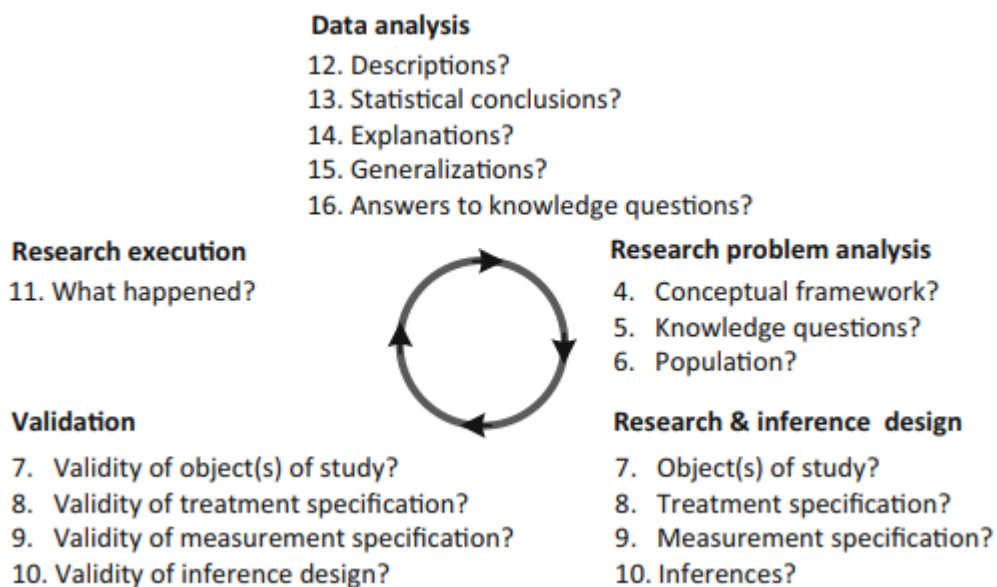 Data analysis
12. Descriptions?
13. Statistical conclusions?
14. Explanations?
15. Generalizations?
16. Answers to knowledge questions?
Research execution
11. What happened?
Research problem analysis
4. Conceptual framework?
5. Knowledge questions?
6. Population?
Validation
7. Validity of object(s) of study?
8. Validity of treatment specification?
9. Validity of measurement specification?
10. Validity of inference design?
Research & inference design
7. Object(s) of study?
8. Treatment specification?
9. Measurement specification?
10. Inferences?